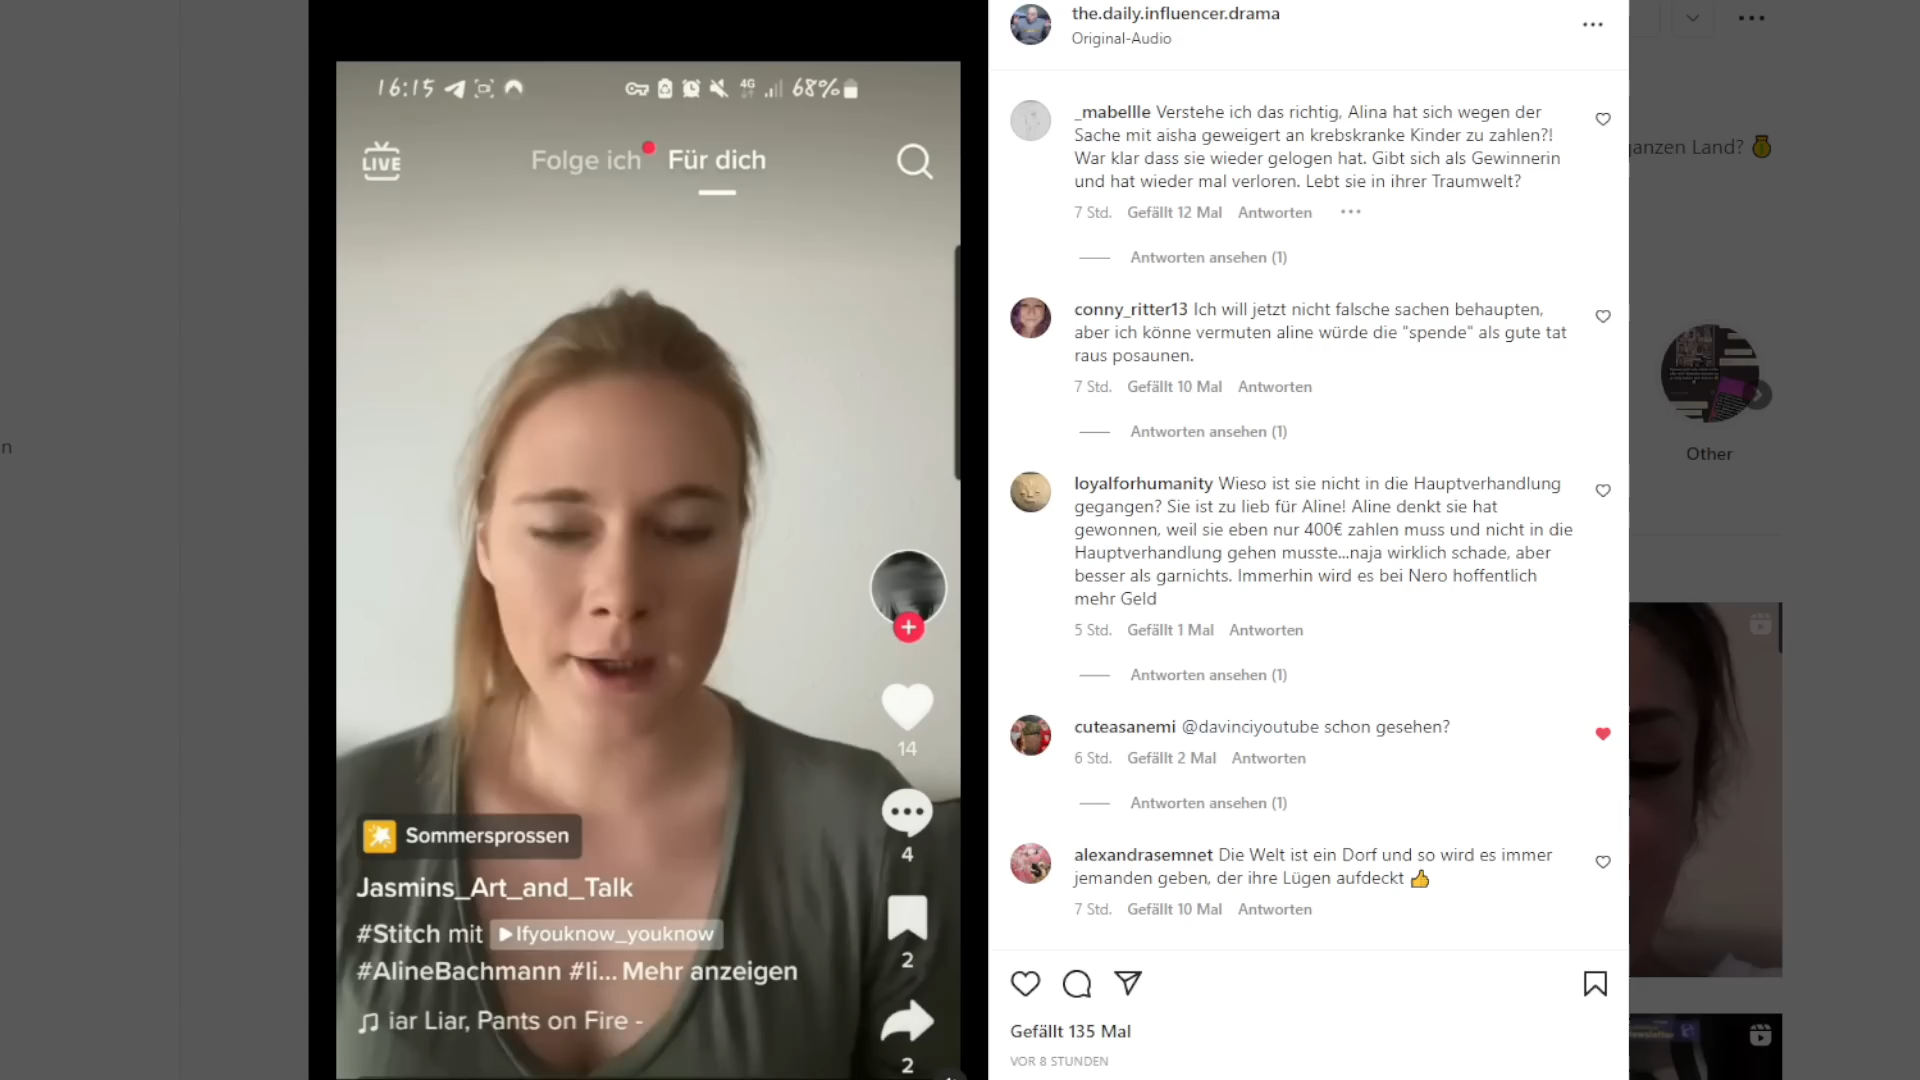 16:15
4G
68%
LIVE
Folge ich
Für dich
14
4
2
2
Sommersprossen
Jasmins_Art_and_Talk
#Stitch mit Ifyouknow_youknow
#AlineBachmann #li... Mehr anzeigen
iar Liar, Pants on Fire -
the.daily.influencer.drama
Original-Audio
_mabellle Verstehe ich das richtig, Alina hat sich wegen der
Sache mit aisha geweigert an krebskranke Kinder zu zahlen?!
War klar dass sie wieder gelogen hat. Gibt sich als Gewinnerin
und hat wieder mal verloren. Lebt sie in ihrer Traumwelt?
7 Std. Gefällt 12 Mal Antworten
Antworten ansehen (1)
conny_ritter13 Ich will jetzt nicht falsche sachen behaupten,
aber ich könne vermuten aline würde die "spende" als gute tat
raus posaunen.
7 Std. Gefällt 10 Mal Antworten
Antworten ansehen (1)
loyalforhumanity Wieso ist sie nicht in die Hauptverhandlung
gegangen? Sie ist zu lieb für Aline! Aline denkt sie hat
gewonnen, weil sie eben nur 400€ zahlen muss und nicht in die
Hauptverhandlung gehen musste...naja wirklich schade, aber
besser als garnichts. Immerhin wird es bei Nero hoffentlich
mehr Geld
5 Std. Gefällt 1 Mal Antworten
Antworten ansehen (1)
cuteasanemi @davinciyoutube schon gesehen?
6 Std. Gefällt 2 Mal Antworten
Antworten ansehen (1)
alexandrasemnet Die Welt ist ein Dorf und so wird es immer
jemanden geben, der ihre Lügen aufdeckt 👍
7 Std. Gefällt 10 Mal Antworten
Gefällt 135 Mal
VOR 8 STUNDEN
ganzen Land? 🏅
Other
n